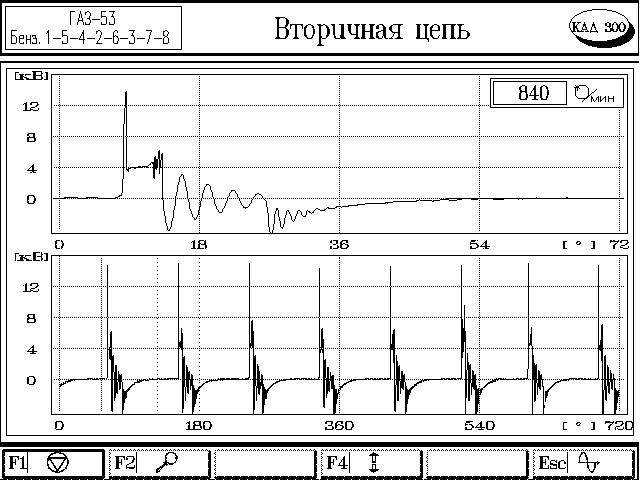 ГАЗ-53
Бенз. 1-5-4-2-6-3-7-8
Вторичная цепь
КАД 300
[кВ]
840 /мин
12
8
4
0
0 18 36 54 [ ° ] 72
[кВ]
12
8
4
0
0 180 360 540 [ ° ] 720
F1 F2 F4 Esc